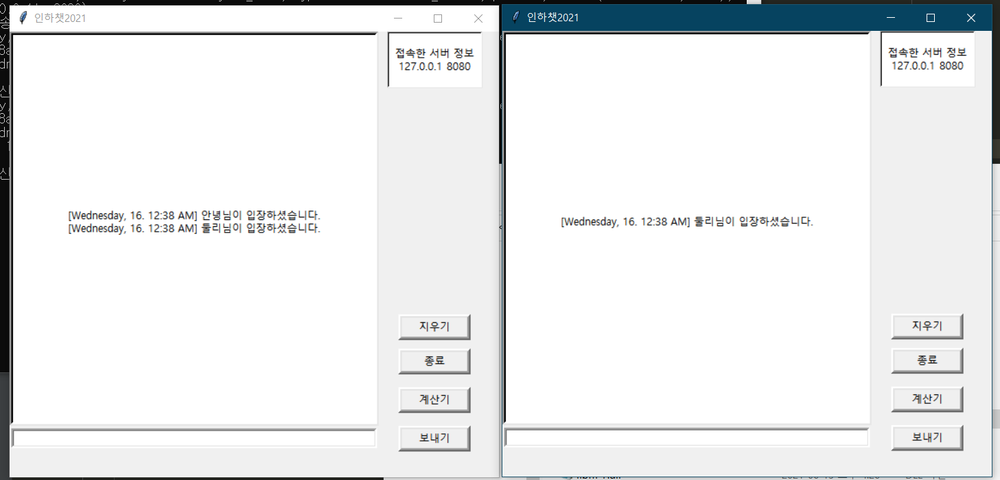 인하챗2021
접속한 서버 정보
127.0.0.1 8080
[Wednesday, 16. 12:38 AM] 안녕님이 입장하셨습니다.
[Wednesday, 16. 12:38 AM] 둘리님이 입장하셨습니다.
지우기
종료
계산기
보내기
인하챗2021
접속한 서버 정보
127.0.0.1 8080
[Wednesday, 16. 12:38 AM] 둘리님이 입장하셨습니다.
지우기
종료
계산기
보내기